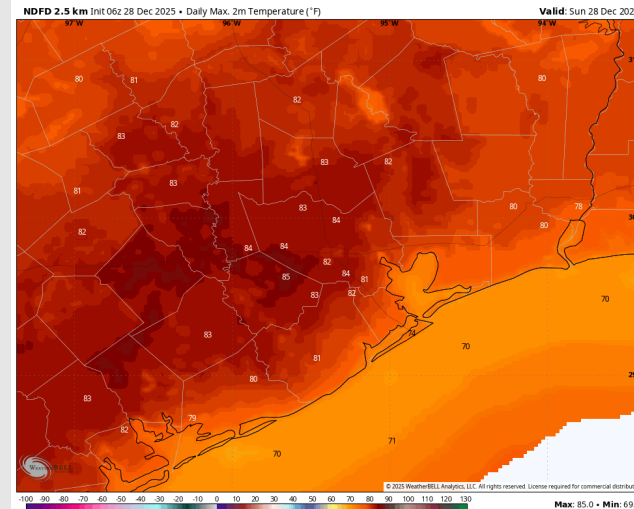 NDFD 2.5 km Init 06z 28 Dec 2025 • Daily Max. 2m Temperature (°F)
Valid: Sun 28 Dec 202
97°W 96°W 95° 94°W
80 81 82 80
83 82
83 82
81 83
83 84 80 78
82 80
84 84
82
85 84 81
83 82
70
83 74
70
81
80
83
79
82
71
70
WeatherBELL
© 2025 WeatherBELL Analytics, LLC. All rights reserved. License required for commercial distribut
-100 -90 -80 -70 -60 -50 -40 -30 -20 -10 0 10 20 30 40 50 60 70 80 90 100 110 120 130
Max: 85.0 • Min: 69